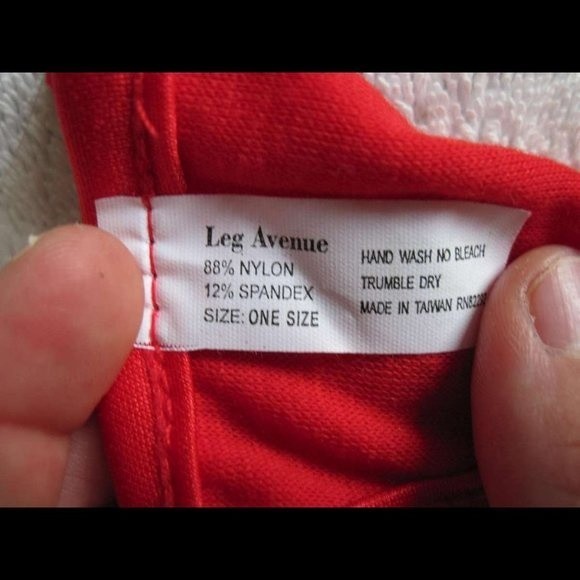 Leg Avenue
88% NYLON
12% SPANDEX
SIZE: ONE SIZE
HAND WASH NO BLEACH
TRUMBLE DRY
MADE IN TAIWAN